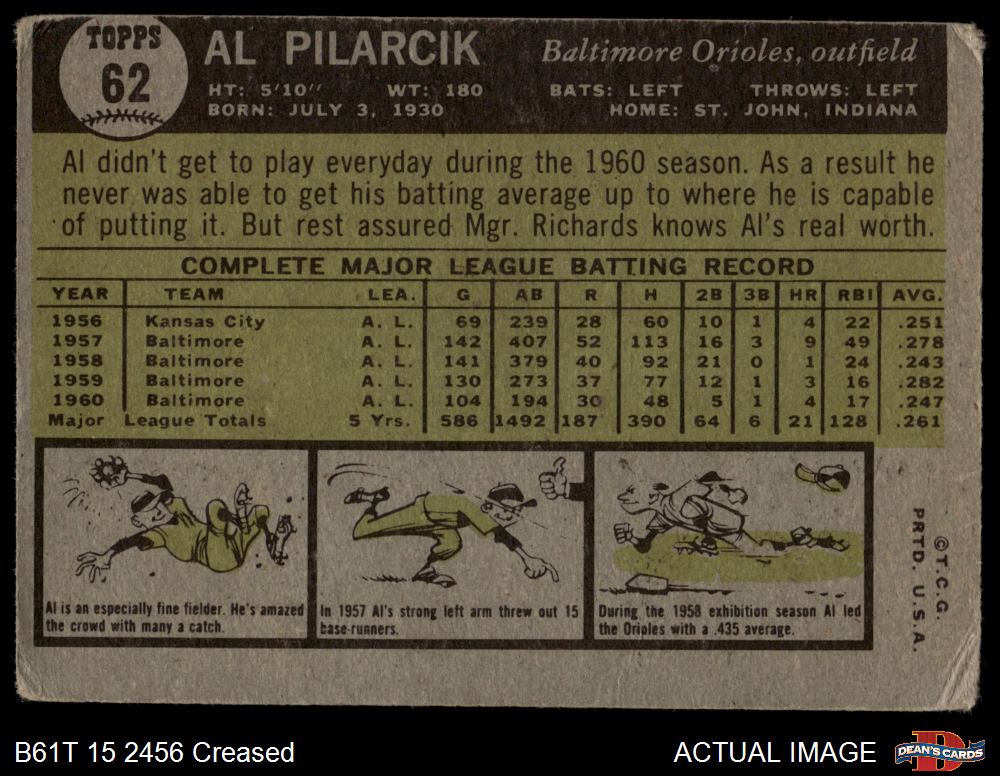 TOPPS
62
AL PILARCIK
Baltimore Orioles, outfield
HT: 5'10" WT: 180 BATS: LEFT THROWS: LEFT
BORN: JULY 3, 1930 HOME: ST. JOHN, INDIANA
Al didn't get to play everyday during the 1960 season. As a result he
never was able to get his batting average up to where he is capable
of putting it. But rest assured Mgr. Richards knows Al's real worth.
COMPLETE MAJOR LEAGUE BATTING RECORD
YEAR TEAM LEA. G AB R H 2B 3B HR RBI AVG.
1956 Kansas City A. L. 69 239 28 60 10 1 4 22 .251
1957 Baltimore A. L. 142 407 52 113 16 3 9 49 .278
1958 Baltimore A. L. 141 379 40 92 21 0 1 24 .243
1959 Baltimore A. L. 130 273 37 77 12 1 3 16 .282
1960 Baltimore A. L. 104 194 30 48 5 1 4 17 .247
Major League Totals 5 Yrs. 586 1492 187 390 64 6 21 128 .261
Al is an especially fine fielder. He's amazed
the crowd with many a catch.
In 1957 Al's strong left arm threw out 15
base-runners.
During the 1958 exhibition season Al led
the Orioles with a .435 average.
©T.C.G.
PRTD. U.S.A.
B61T 15 2456 Creased
ACTUAL IMAGE
DEAN'S CARDS